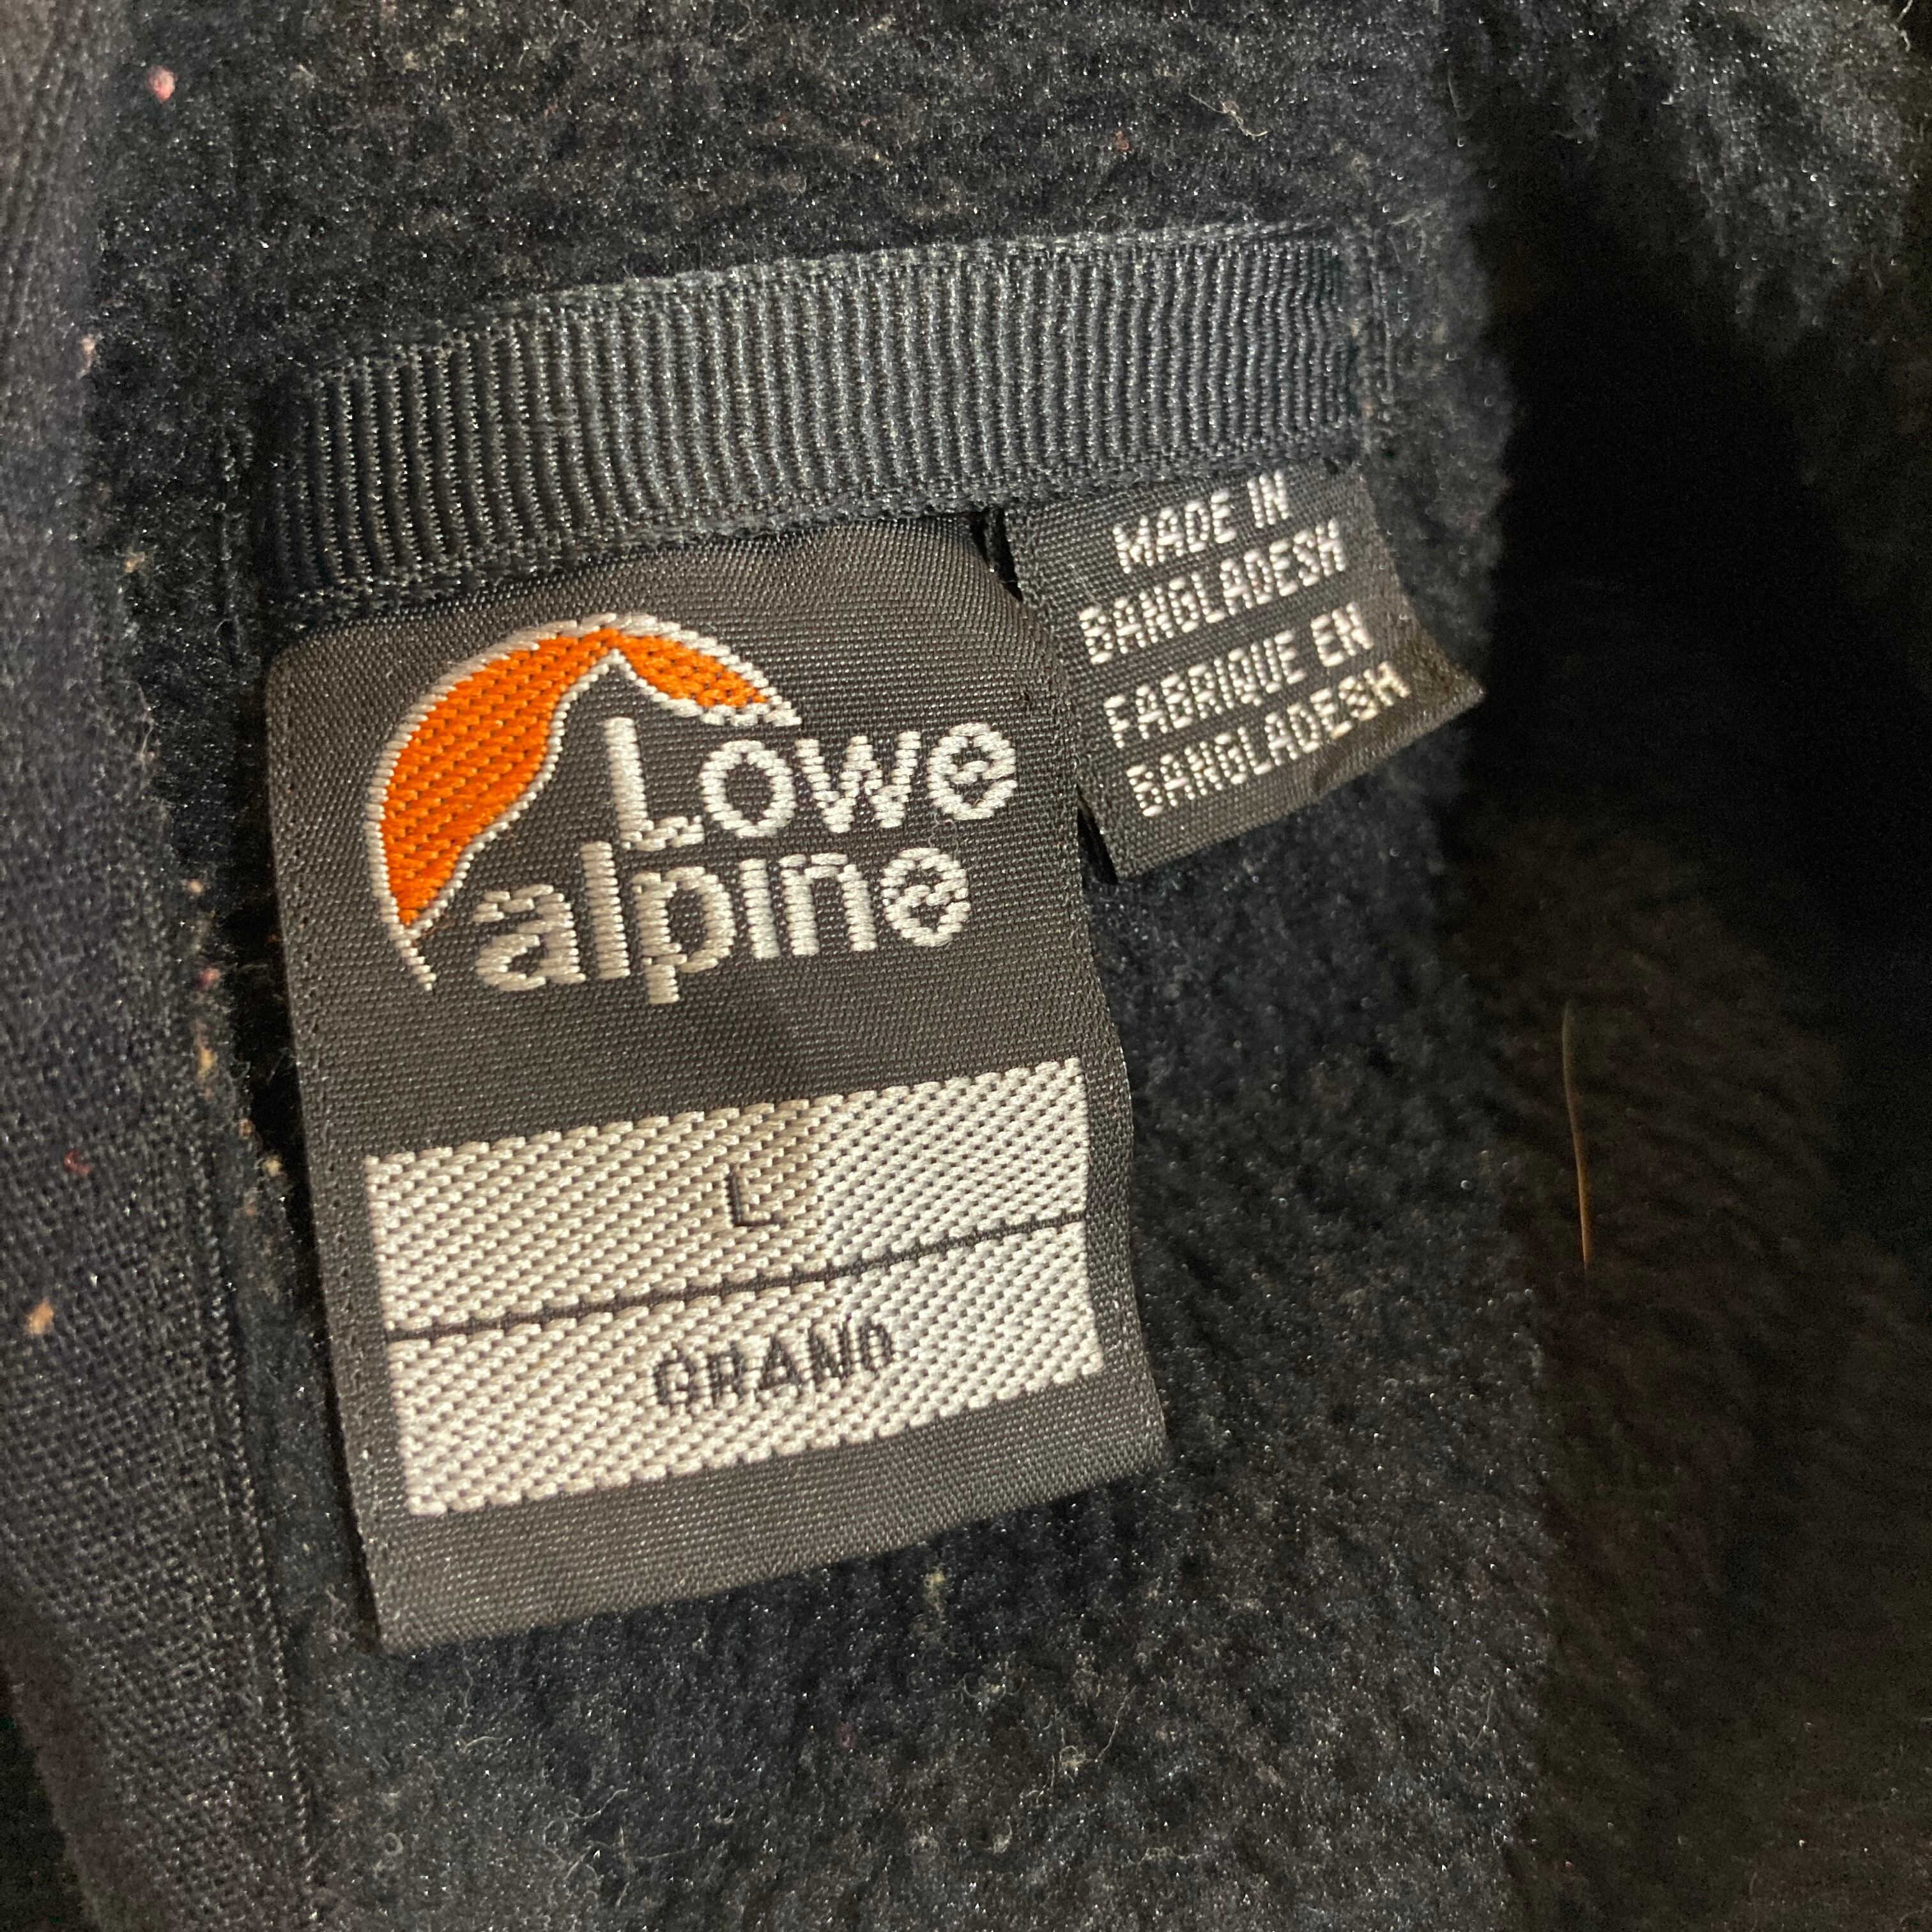 Lowe
alpine
L
GRAND
MADE IN
BANGLADESH
FABRIQUE EN
BANGLADESH